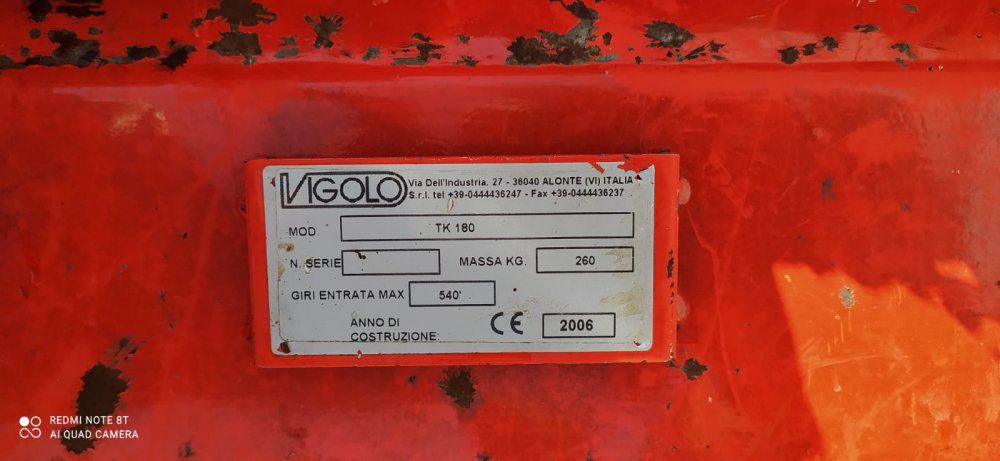 VIGOLO
Via Dell'Industria. 27 - 36040 ALONTE (VI) ITALIA
S.r.l. tel +39-0444436247 - Fax +39-0444436237
MOD TK 180
N. SERIE MASSA KG. 260
GIRI ENTRATA MAX 540'
ANNO DI
COSTRUZIONE: CE 2006
REDMI NOTE 8T
AI QUAD CAMERA